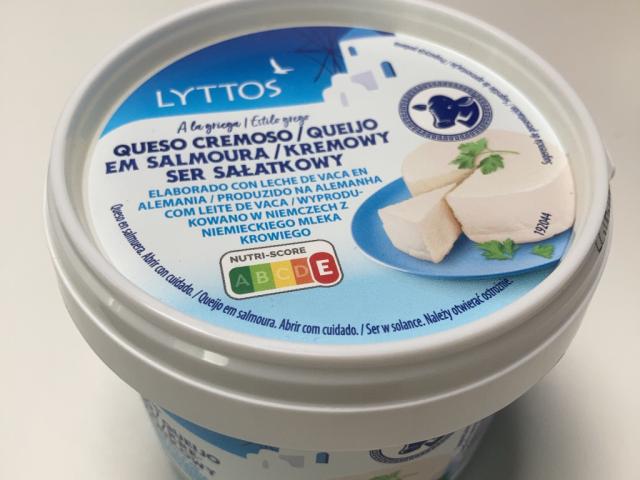 LYTTOS
A la griega / Estilo grego
QUESO CREMOSO / QUEIJO
EM SALMOURA / KREMOWY
SER SAŁATKOWY
ELABORADO CON LECHE DE VACA EN
ALEMANIA / PRODUZIDO NA ALEMANHA
COM LEITE DE VACA / WYPRODU-
KOWANO W NIEMCZECH Z
NIEMIECKIEGO MLEKA
KROWIEGO
NUTRI-SCORE
A B C D E
192044
Queso en salmuera. Abrir con cuidado. / Queijo em salmoura. Abrir com cuidado. / Ser w solance. Należy otwierać ostrożnie.
QUEIJO